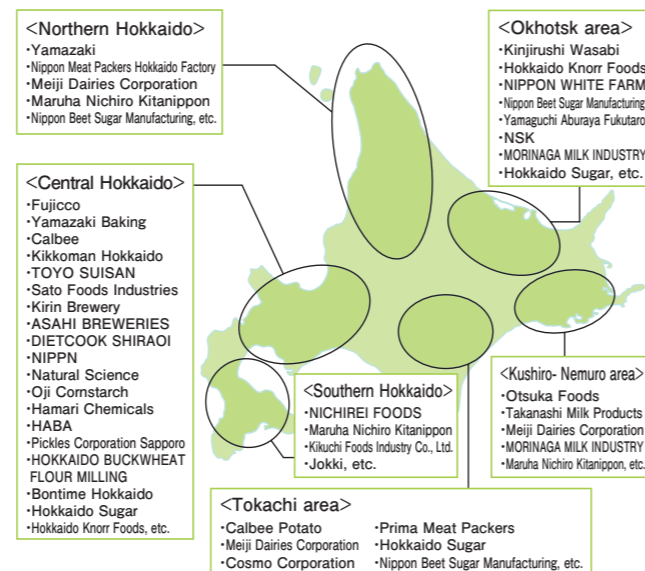 <Northern Hokkaido>
・Yamazaki
・Nippon Meat Packers Hokkaido Factory
・Meiji Dairies Corporation
・Maruha Nichiro Kitanippon
・Nippon Beet Sugar Manufacturing, etc.
<Okhotsk area>
・Kinjirushi Wasabi
・Hokkaido Knorr Foods
・NIPPON WHITE FARM
・Nippon Beet Sugar Manufacturing
・Yamaguchi Aburaya Fukutaro
・NSK
・MORINAGA MILK INDUSTRY
・Hokkaido Sugar, etc.
<Central Hokkaido>
・Fujicco
・Yamazaki Baking
・Calbee
・Kikkoman Hokkaido
・TOYO SUISAN
・Sato Foods Industries
・Kirin Brewery
・ASAHI BREWERIES
・DIETCOOK SHIRAOI
・NIPPN
・Natural Science
・Oji Cornstarch
・Hamari Chemicals
・HABA
・Pickles Corporation Sapporo
・HOKKAIDO BUCKWHEAT
FLOUR MILLING
・Bontime Hokkaido
・Hokkaido Sugar
・Hokkaido Knorr Foods, etc.
<Southern Hokkaido>
・NICHIREI FOODS
・Maruha Nichiro Kitanippon
・Kikuchi Foods Industry Co., Ltd.
・Jokki, etc.
<Kushiro- Nemuro area>
・Otsuka Foods
・Takanashi Milk Products
・Meiji Dairies Corporation
・MORINAGA MILK INDUSTRY
・Maruha Nichiro Kitanippon, etc.
<Tokachi area>
・Calbee Potato
・Meiji Dairies Corporation
・Cosmo Corporation
・Prima Meat Packers
・Hokkaido Sugar
・Nippon Beet Sugar Manufacturing, etc.